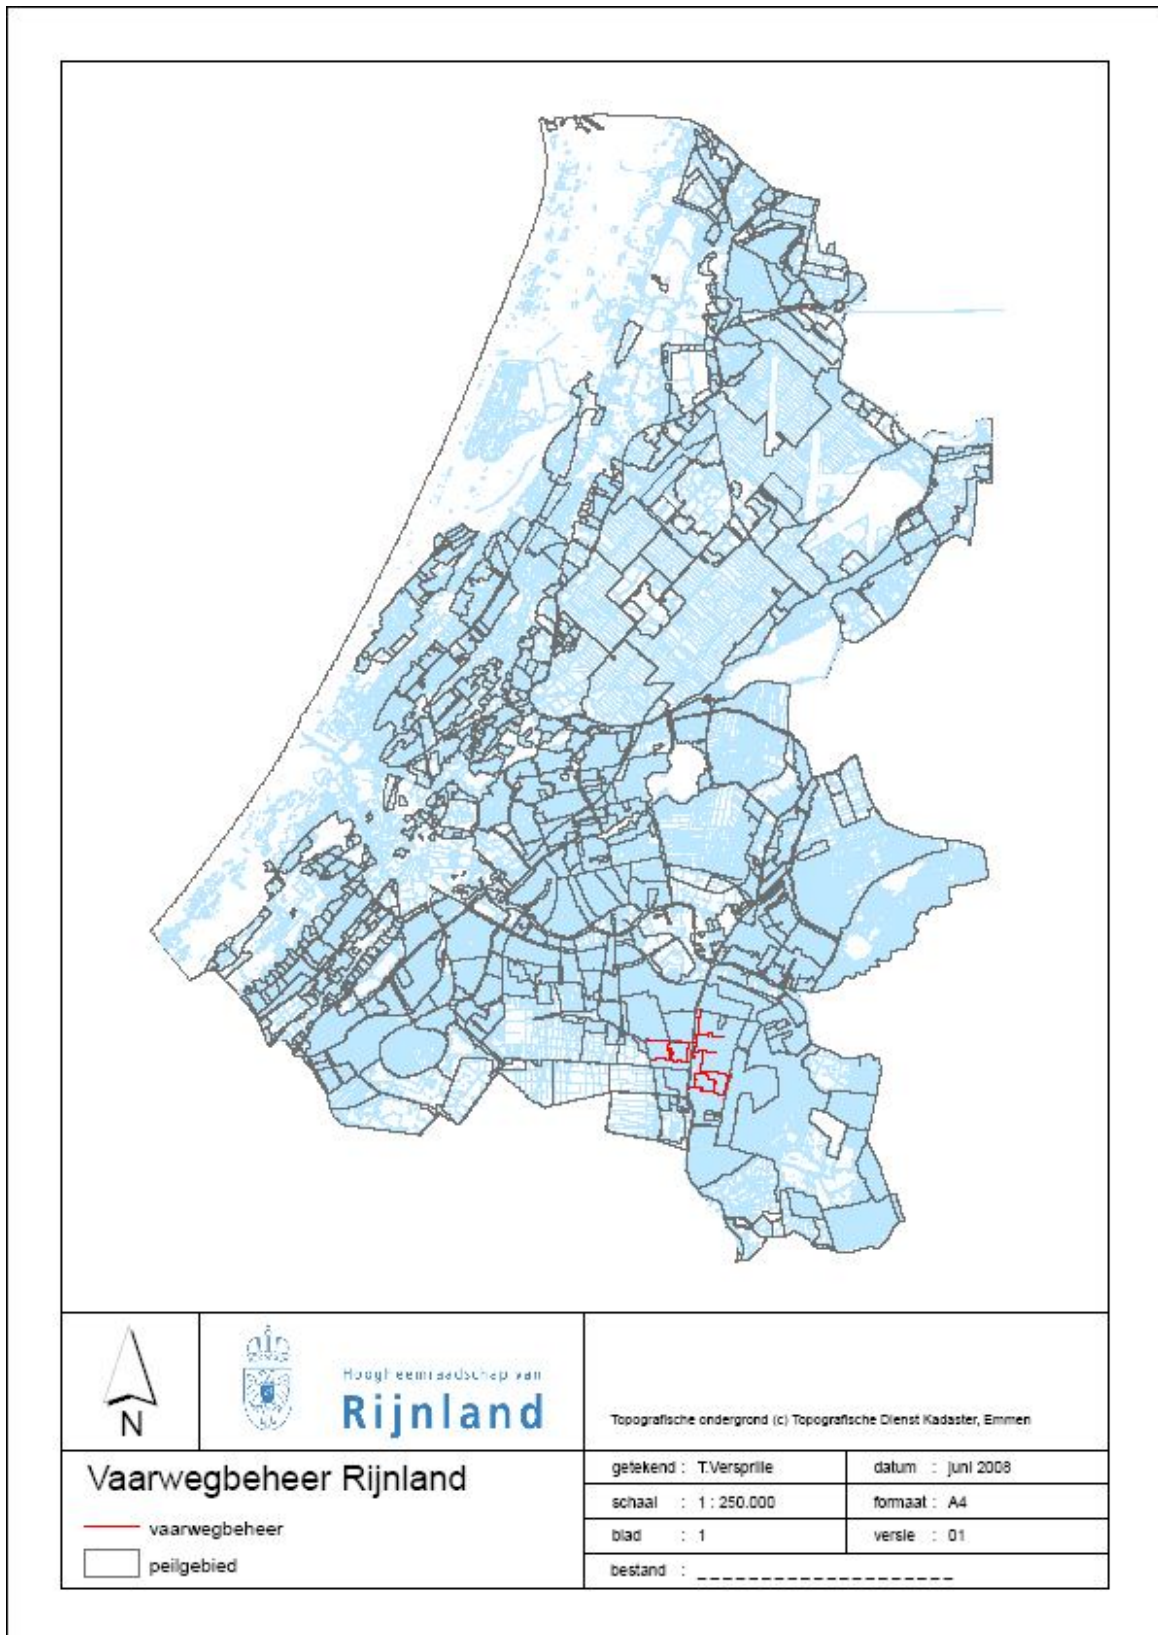 N
Hoogheemraadschap van
Rijnland
Topografische ondergrond (c) Topografische Dienst Kadaster, Emmen
Vaarwegbeheer Rijnland
vaarwegbeheer
peilgebied
getekend : T.Versprille
datum : juni 2008
schaal : 1 : 250.000
formaat : A4
blad : 1
versie : 01
bestand : _ _ _ _ _ _ _ _ _ _ _ _ _ _ _ _ _ _ _ _